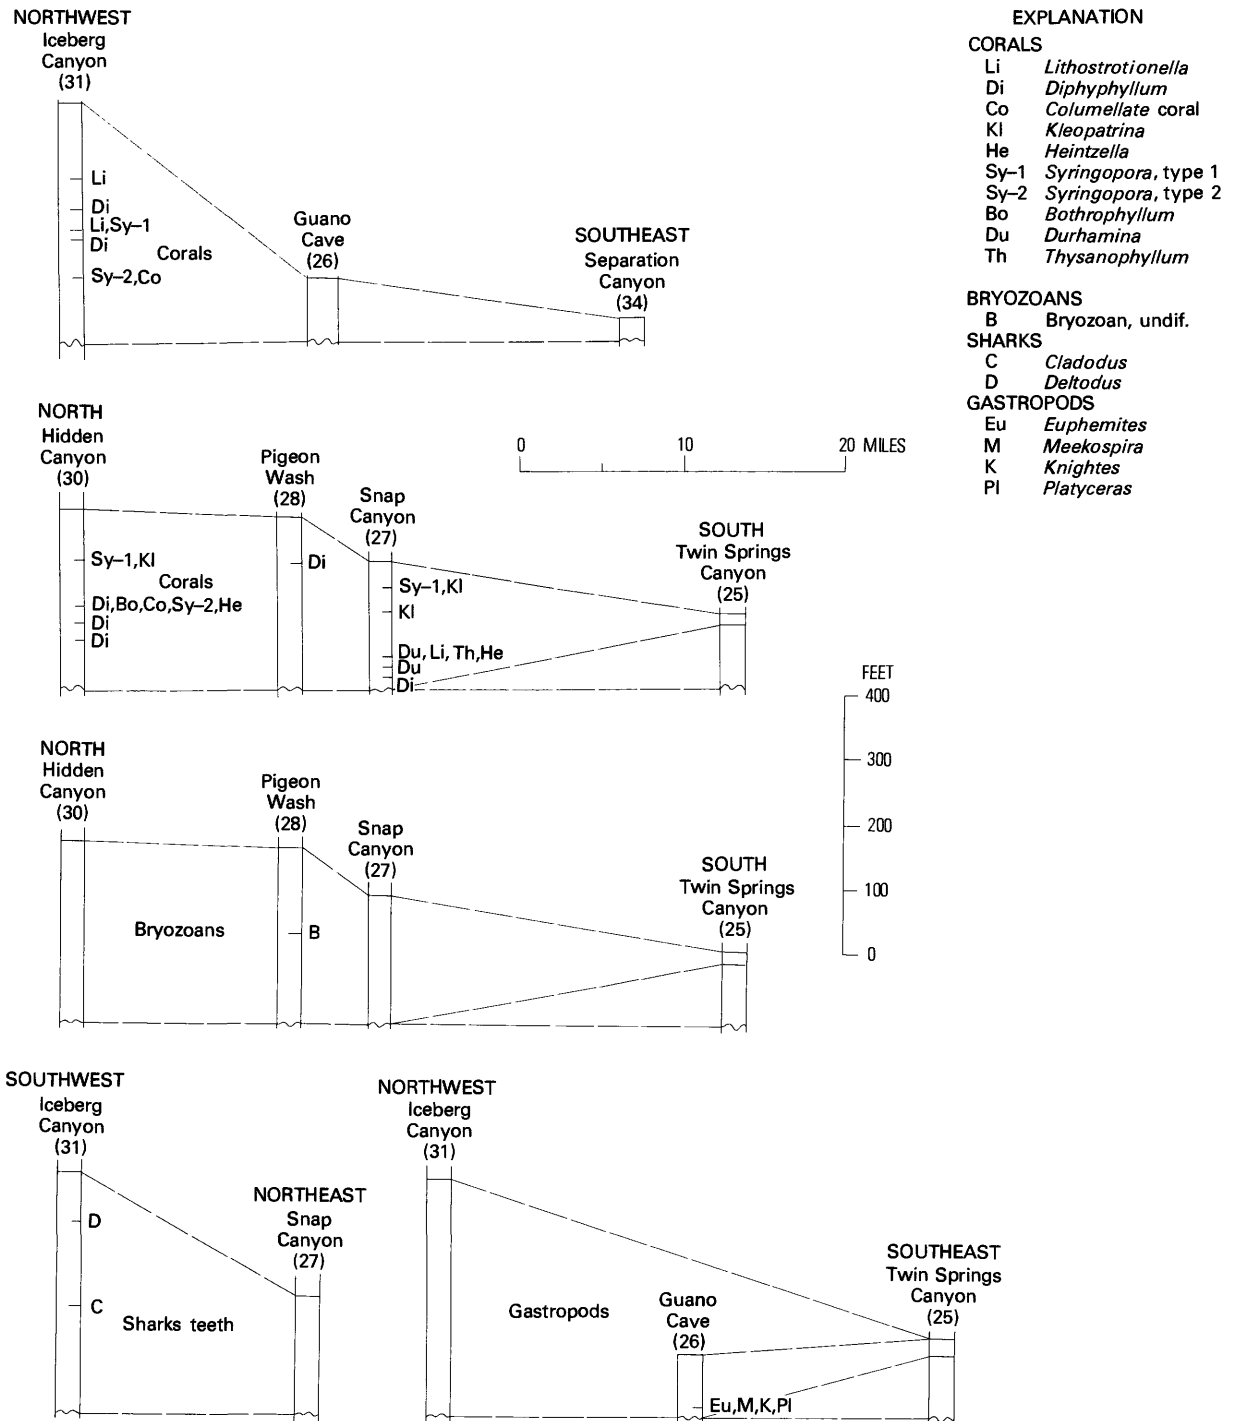 NORTHWEST
Iceberg
Canyon
(31)
Li
Di
Li,Sy–1
Di
Sy–2,Co
Corals
Guano
Cave
(26)
SOUTHEAST
Separation
Canyon
(34)
EXPLANATION
CORALS
Li Lithostrotionella
Di Diphyphyllum
Co Columellate coral
Kl Kleopatrina
He Heintzella
Sy–1 Syringopora, type 1
Sy–2 Syringopora, type 2
Bo Bothrophyllum
Du Durhamina
Th Thysanophyllum
BRYOZOANS
B Bryozoan, undif.
SHARKS
C Cladodus
D Deltodus
GASTROPODS
Eu Euphemites
M Meekospira
K Knightes
Pl Platyceras
NORTH
Hidden
Canyon
(30)
Sy–1,Kl
Corals
Di,Bo,Co,Sy–2,He
Di
Di
Pigeon
Wash
(28)
Di
Snap
Canyon
(27)
Sy–1,Kl
Kl
Du, Li, Th,He
Du
Di
0 10 20 MILES
SOUTH
Twin Springs
Canyon
(25)
FEET
400
300
200
100
0
NORTH
Hidden
Canyon
(30)
Bryozoans
Pigeon
Wash
(28)
B
Snap
Canyon
(27)
SOUTH
Twin Springs
Canyon
(25)
SOUTHWEST
Iceberg
Canyon
(31)
D
C
Sharks teeth
NORTHEAST
Snap
Canyon
(27)
NORTHWEST
Iceberg
Canyon
(31)
Gastropods
Guano
Cave
(26)
Eu,M,K,Pl
SOUTHEAST
Twin Springs
Canyon
(25)